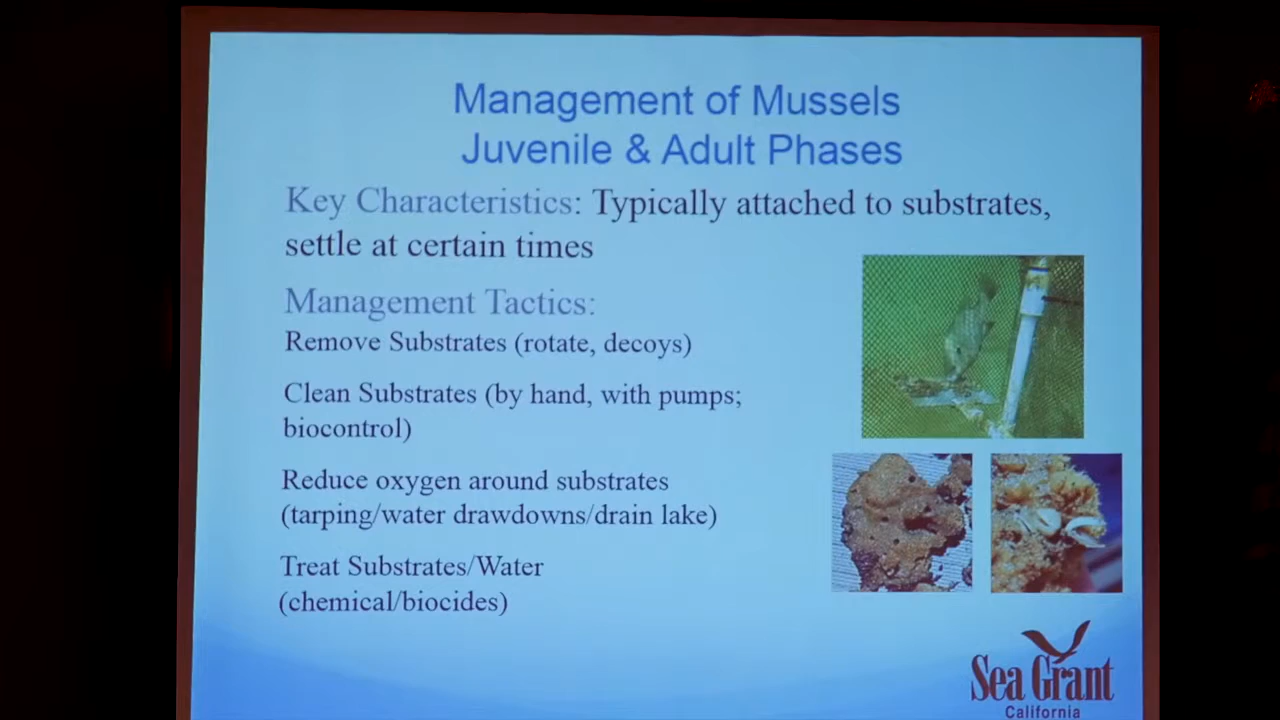 Management of Mussels
Juvenile & Adult Phases
Key Characteristics: Typically attached to substrates,
settle at certain times
Management Tactics:
Remove Substrates (rotate, decoys)
Clean Substrates (by hand, with pumps;
biocontrol)
Reduce oxygen around substrates
(tarping/water drawdowns/drain lake)
Treat Substrates/Water
(chemical/biocides)
Sea Grant
California